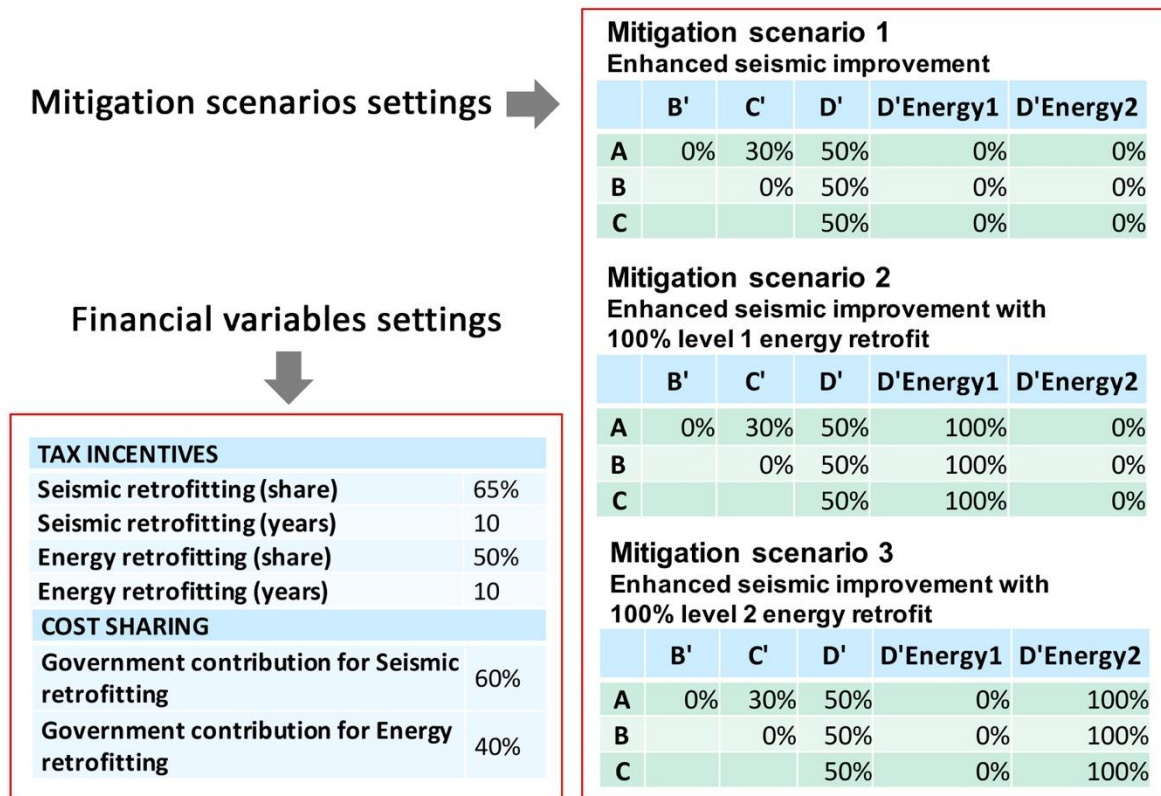 Mitigation scenarios settings
Financial variables settings
TAX INCENTIVES
Seismic retrofitting (share) 65%
Seismic retrofitting (years) 10
Energy retrofitting (share) 50%
Energy retrofitting (years) 10
COST SHARING
Government contribution for Seismic
retrofitting 60%
Government contribution for Energy
retrofitting 40%
Mitigation scenario 1
Enhanced seismic improvement
B' C' D' D'Energy1 D'Energy2
A 0% 30% 50% 0% 0%
B 0% 50% 0% 0%
C 50% 0% 0%
Mitigation scenario 2
Enhanced seismic improvement with
100% level 1 energy retrofit
B' C' D' D'Energy1 D'Energy2
A 0% 30% 50% 100% 0%
B 0% 50% 100% 0%
C 50% 100% 0%
Mitigation scenario 3
Enhanced seismic improvement with
100% level 2 energy retrofit
B' C' D' D'Energy1 D'Energy2
A 0% 30% 50% 0% 100%
B 0% 50% 0% 100%
C 50% 0% 100%